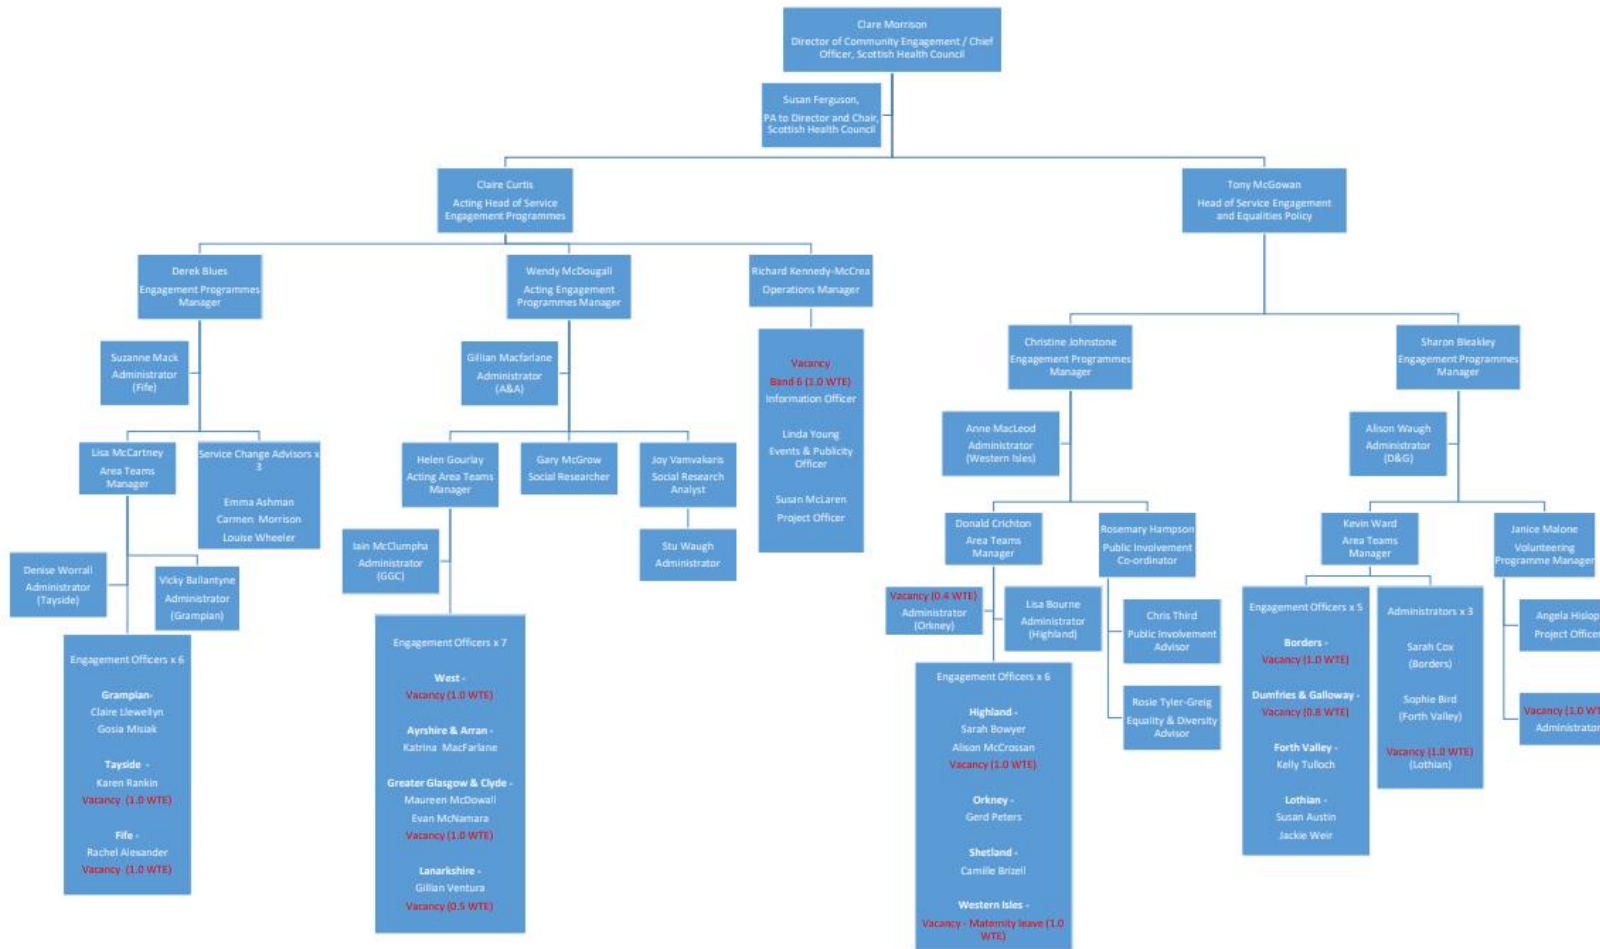 Clare Morrison
Director of Community Engagement / Chief
Officer, Scottish Health Council
Susan Ferguson,
PA to Director and Chair,
Scottish Health Council
Claire Curtis
Acting Head of Service
Engagement Programmes
Tony McGowan
Head of Service Engagement
and Equalities Policy
Derek Blues
Engagement Programmes
Manager
Wendy McDougall
Acting Engagement
Programmes Manager
Richard Kennedy-McCrea
Operations Manager
Christine Johnstone
Engagement Programmes
Manager
Sharon Bleakley
Engagement Programmes
Manager
Suzanne Mack
Administrator
(Fife)
Gillian Macfarlane
Administrator
(A&A)
Vacancy
Band 6 (1.0 WTE)
Information Officer
Linda Young
Events & Publicity
Officer
Susan McLaren
Project Officer
Anne MacLeod
Administrator
(Western Isles)
Alison Waugh
Administrator
(D&G)
Lisa McCartney
Area Teams
Manager
Service Change Advisors x
3
Emma Ashman
Carmen Morrison
Louise Wheeler
Helen Gourlay
Acting Area Teams
Manager
Gary McGrow
Social Researcher
Joy Vamvakaris
Social Research
Analyst
Stu Waugh
Administrator
Iain McClumpha
Administrator
(GGC)
Denise Worrall
Administrator
(Tayside)
Vicky Ballantyne
Administrator
(Grampian)
Donald Crichton
Area Teams
Manager
Rosemary Hampson
Public Involvement
Co-ordinator
Kevin Ward
Area Teams
Manager
Janice Malone
Volunteering
Programme Manager
Vacancy (0.4 WTE)
Administrator
(Orkney)
Lisa Bourne
Administrator
(Highland)
Chris Third
Public Involvement
Advisor
Rosie Tyler-Greig
Equality & Diversity
Advisor
Engagement Officers x 6
Grampian-
Claire Llewellyn
Gosia Misiak
Tayside -
Karen Rankin
Vacancy (1.0 WTE)
Fife -
Rachel Alexander
Vacancy (1.0 WTE)
Engagement Officers x 7
West -
Vacancy (1.0 WTE)
Ayrshire & Arran -
Katrina MacFarlane
Greater Glasgow & Clyde -
Maureen McDowall
Evan McNamara
Vacancy (1.0 WTE)
Lanarkshire -
Gillian Ventura
Vacancy (0.5 WTE)
Engagement Officers x 6
Highland -
Sarah Bowyer
Alison McCrossan
Vacancy (1.0 WTE)
Orkney -
Gerd Peters
Shetland -
Camille Brizell
Western Isles -
Vacancy - Maternity leave (1.0
WTE)
Engagement Officers x 5
Borders -
Vacancy (1.0 WTE)
Dumfries & Galloway -
Vacancy (0.8 WTE)
Forth Valley -
Kelly Tulloch
Lothian -
Susan Austin
Jackie Weir
Administrators x 3
Sarah Cox
(Borders)
Sophie Bird
(Forth Valley)
Vacancy (1.0 WTE)
(Lothian)
Angela Hislop
Project Officer
Vacancy (1.0 WT
Administrator